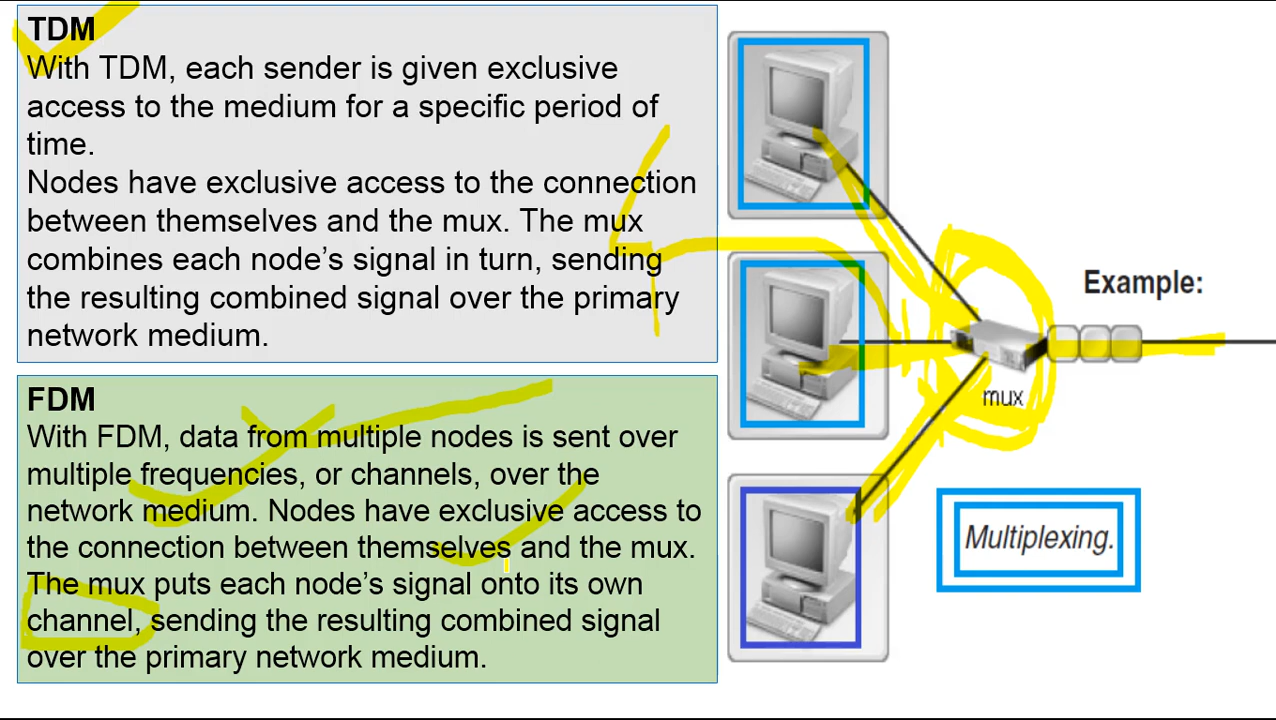 TDM
With TDM, each sender is given exclusive
access to the medium for a specific period of
time.
Nodes have exclusive access to the connection
between themselves and the mux. The mux
combines each node’s signal in turn, sending
the resulting combined signal over the primary
network medium.
FDM
With FDM, data from multiple nodes is sent over
multiple frequencies, or channels, over the
network medium. Nodes have exclusive access to
the connection between themselves and the mux.
The mux puts each node’s signal onto its own
channel, sending the resulting combined signal
over the primary network medium.
Example:
mux
Multiplexing.